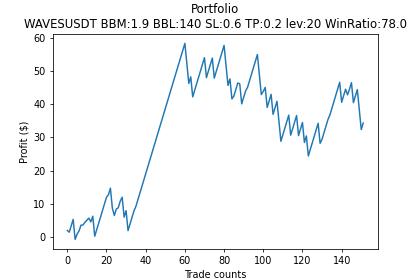 Portfolio
WAVESUSDT BBM:1.9 BBL:140 SL:0.6 TP:0.2 lev:20 WinRatio:78.0
60
50
40
30
20
10
0
Profit ($)
0 20 40 60 80 100 120 140
Trade counts